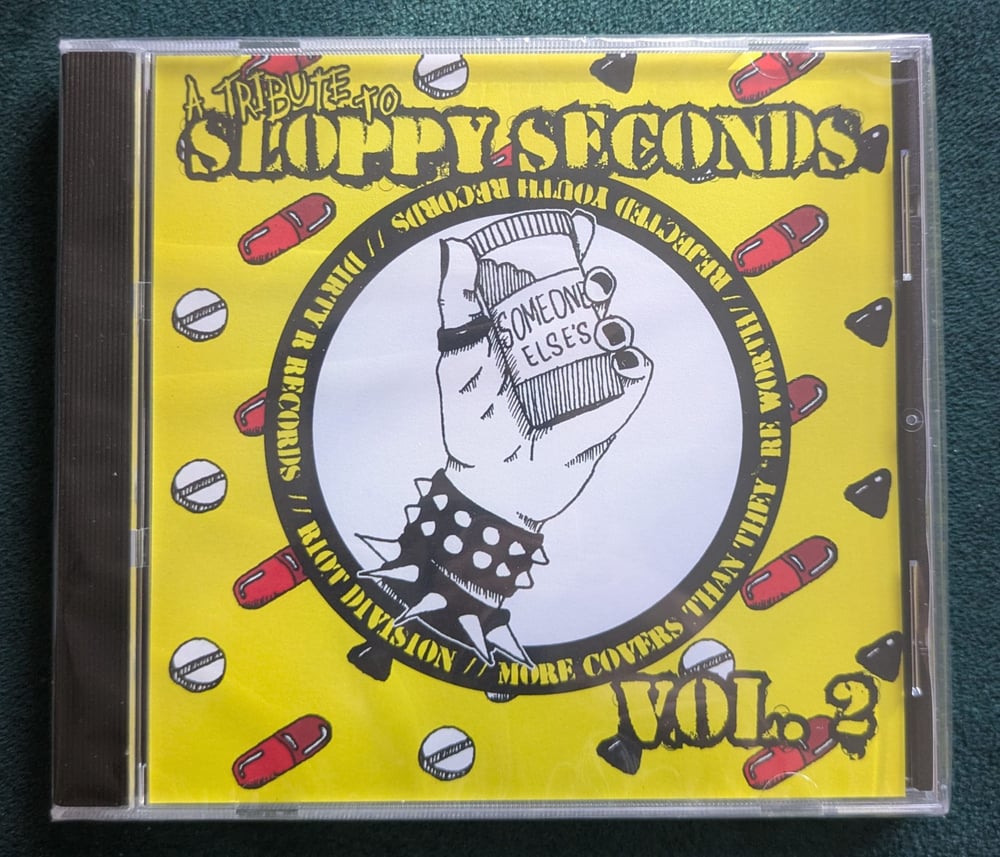 A TRIBUTE TO
SLOPPY SECONDS
SOMEONE
ELSE'S
DIRTY R RECORDS // REJECTED YOUTH RECORDS // RIOT DIVISION // MORE COVERS THAN THEY'RE WORTH //
VOL. 2